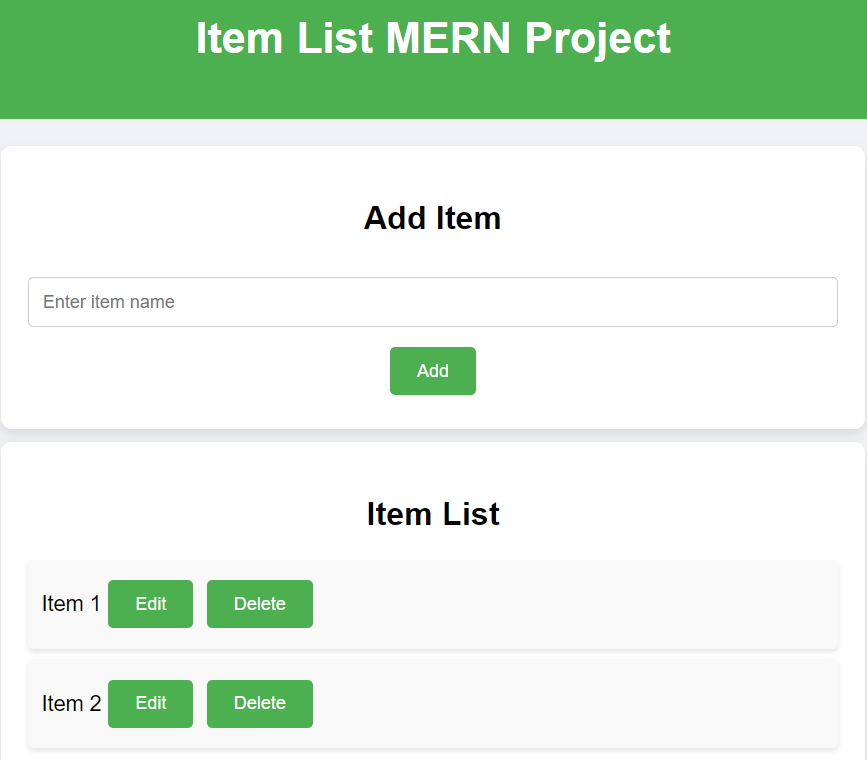 Item List MERN Project
Add Item
Enter item name
Add
Item List
Item 1 Edit Delete
Item 2 Edit Delete